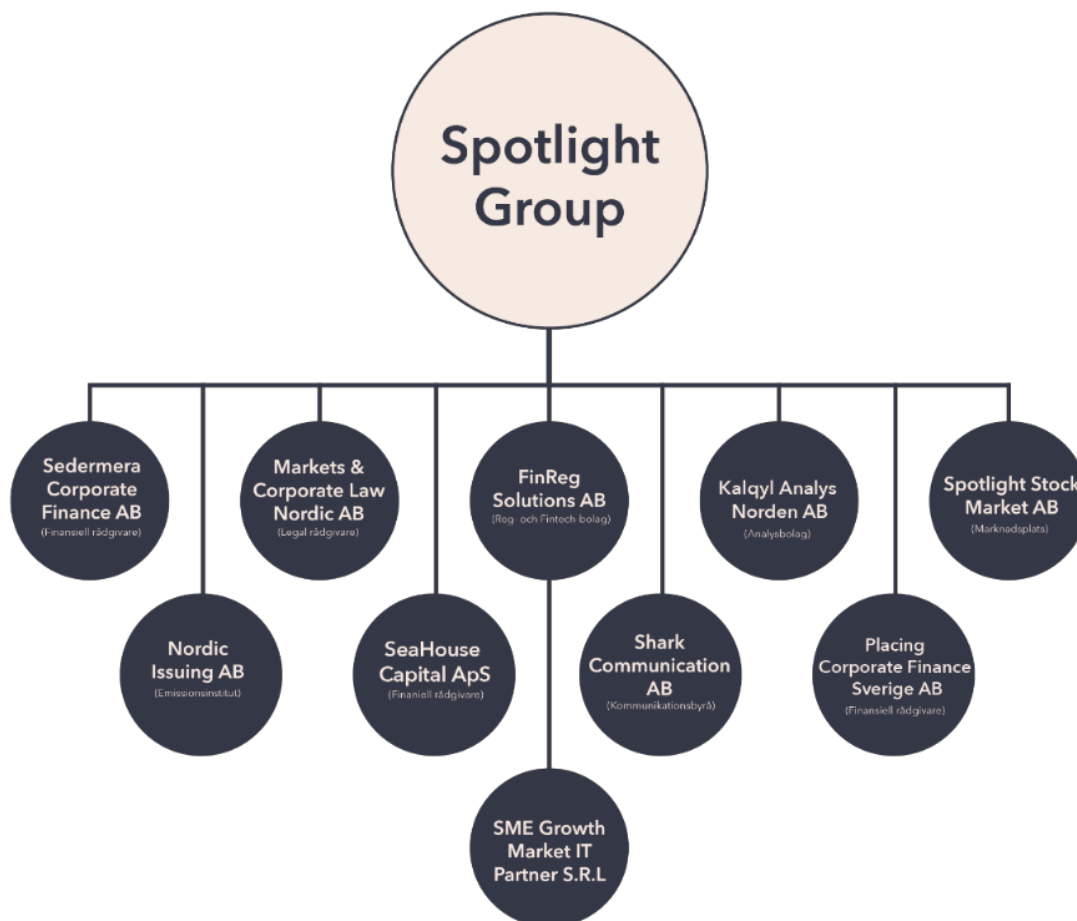 Spotlight
Group
Sedermera
Corporate
Finance AB
(Finansiell rådgivare)
Markets &
Corporate Law
Nordic AB
(Legal rådgivare)
FinReg
Solutions AB
(Reg- och Fintech bolag)
Kalqyl Analys
Norden AB
(Analysbolag)
Spotlight Stock
Market AB
(Marknadsplats)
Nordic
Issuing AB
(Emissionsinstitut)
SeaHouse
Capital ApS
(Finaniell rådgivare)
Shark
Communication
AB
(Kommunikationsbyrå)
Placing
Corporate Finance
Sverige AB
(Finansiell rådgivare)
SME Growth
Market IT
Partner S.R.L